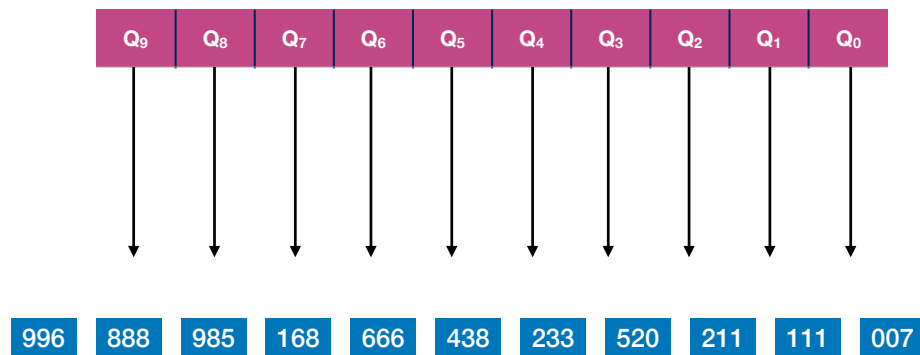 Q₉ Q₈ Q₇ Q₆ Q₅ Q₄ Q₃ Q₂ Q₁ Q₀
996 888 985 168 666 438 233 520 211 111 007